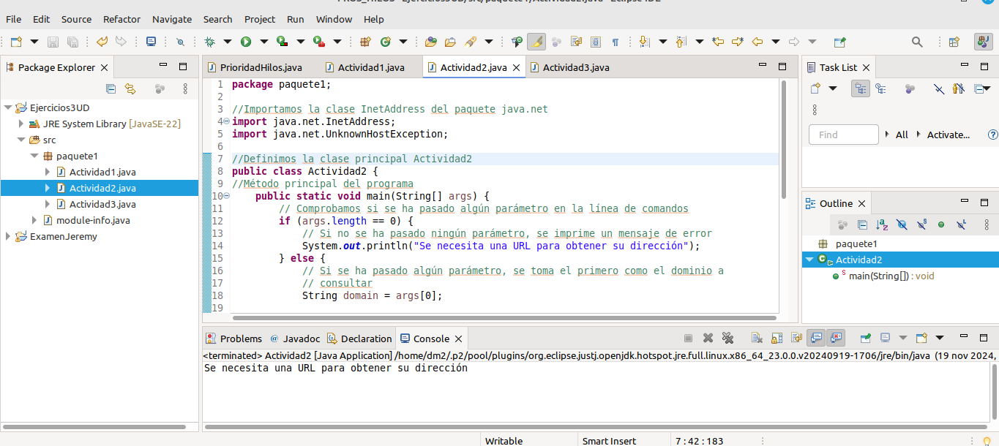 PROS_HILOS - Ejercicios3UD/src/paquete1/Actividad2.java - Eclipse IDE
File Edit Source Refactor Navigate Search Project Run Window Help
Package Explorer
Ejercicios3UD
JRE System Library [JavaSE-22]
src
paquete1
Actividad1.java
Actividad2.java
Actividad3.java
module-info.java
ExamenJeremy
PrioridadHilos.java Actividad1.java Actividad2.java Actividad3.java
1 package paquete1;
2
3 //Importamos la clase InetAddress del paquete java.net
4 import java.net.InetAddress;
5 import java.net.UnknownHostException;
6
7 //Definimos la clase principal Actividad2
8 public class Actividad2 {
9 //Método principal del programa
10 public static void main(String[] args) {
11 // Comprobamos si se ha pasado algún parámetro en la línea de comandos
12 if (args.length == 0) {
13 // Si no se ha pasado ningún parámetro, se imprime un mensaje de error
14 System.out.println("Se necesita una URL para obtener su dirección");
15 } else {
16 // Si se ha pasado algún parámetro, se toma el primero como el dominio a
17 // consultar
18 String domain = args[0];
19
Task List
Find All Activate...
Outline
paquete1
Actividad2
main(String[]) : void
Problems Javadoc Declaration Console
<terminated> Actividad2 [Java Application] /home/dm2/.p2/pool/plugins/org.eclipse.justj.openjdk.hotspot.jre.full.linux.x86_64_23.0.0.v20240919-1706/jre/bin/java (19 nov 2024,
Se necesita una URL para obtener su dirección
Writable Smart Insert 7 : 42 : 183